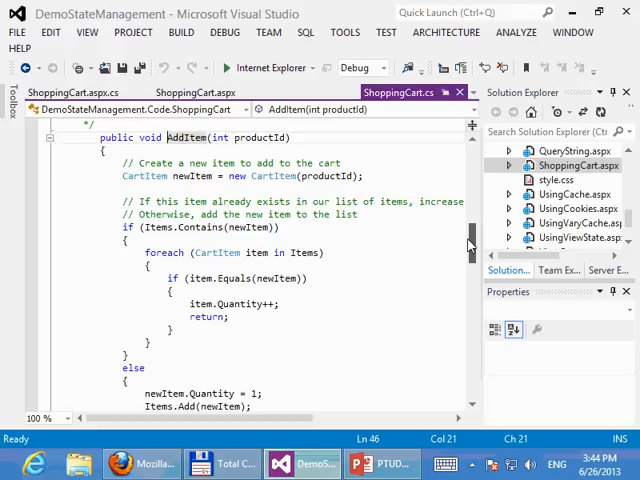 DemoStateManagement - Microsoft Visual Studio
Quick Launch (Ctrl+Q)
FILE EDIT VIEW PROJECT BUILD DEBUG TEAM SQL TOOLS TEST ARCHITECTURE ANALYZE WINDOW
HELP
Internet Explorer Debug
Toolbox
ShoppingCart.aspx.cs ShoppingCart.aspx ShoppingCart.cs
DemoStateManagement.Code.ShoppingCart AddItem(int productId)
*/
public void AddItem(int productId)
{
// Create a new item to add to the cart
CartItem newItem = new CartItem(productId);
// If this item already exists in our list of items, increase
// Otherwise, add the new item to the list
if (Items.Contains(newItem))
{
foreach (CartItem item in Items)
{
if (item.Equals(newItem))
{
item.Quantity++;
return;
}
}
}
else
{
newItem.Quantity = 1;
Items.Add(newItem);
100 %
Solution Explorer
Search Solution Explorer (Ctrl
QueryString.aspx
ShoppingCart.aspx
style.css
UsingCache.aspx
UsingCookies.aspx
UsingVaryCache.asp
UsingViewState.asp
Solution... Team Ex... Server E...
Properties
Ready Ln 46 Col 21 Ch 21 INS
Mozilla... Total C... DemoS... PTUD... ENG
3:44 PM
6/26/2013